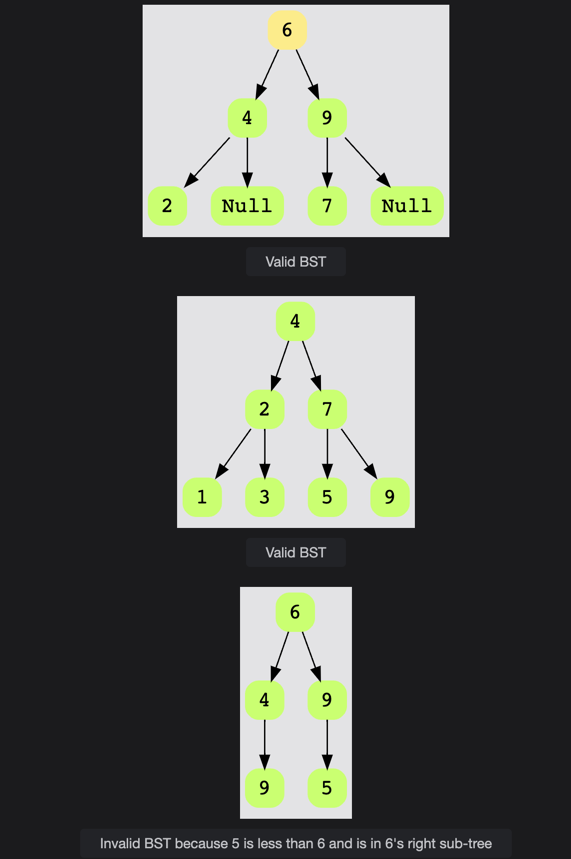 6
4 9
2 Null 7 Null
Valid BST
4
2 7
1 3 5 9
Valid BST
6
4 9
9 5
Invalid BST because 5 is less than 6 and is in 6's right sub-tree